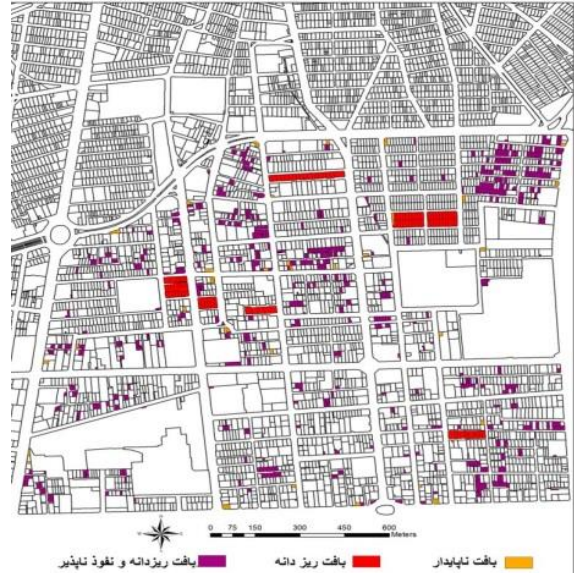 0 75 150 300 450 600
Meters
بافت ناپایدار
بافت ریز دانه
بافت ریزدانه و نفوذ ناپذیر